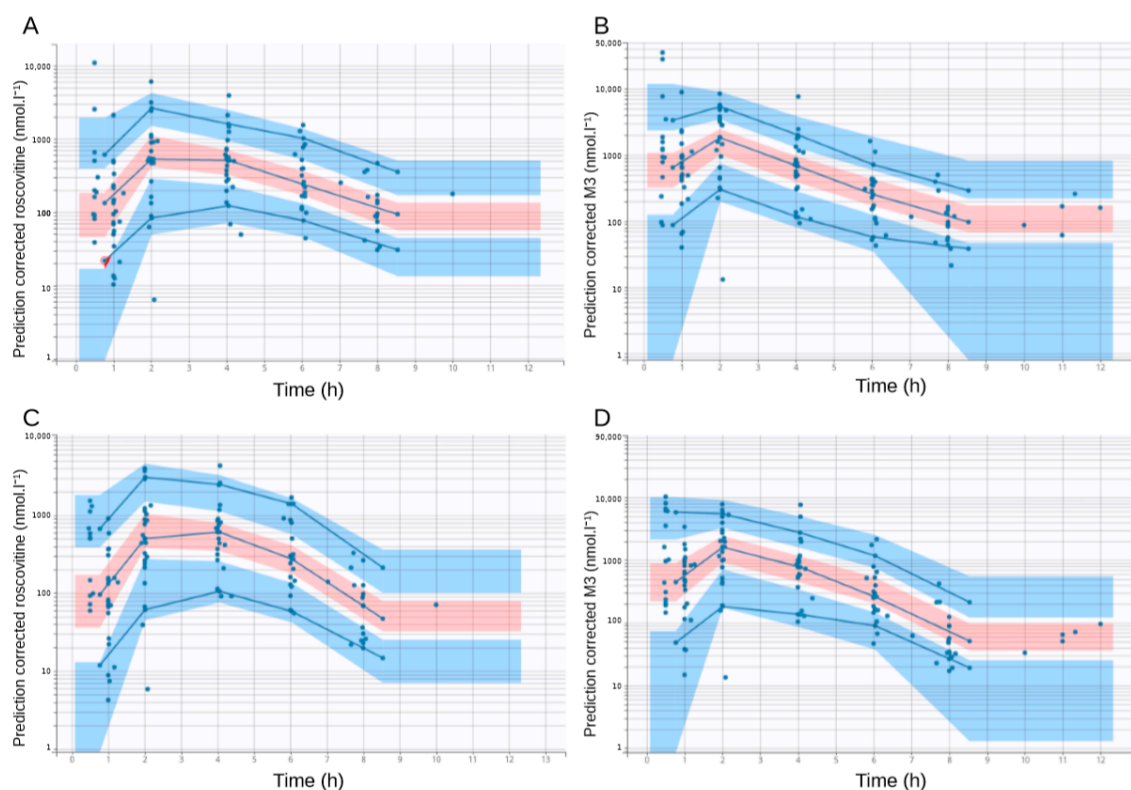 A
Prediction corrected roscovitine (nmol.l⁻¹)
10,000
1000
100
10
1
0 1 2 3 4 5 6 7 8 9 10 11 12
Time (h)
B
Prediction corrected M3 (nmol.l⁻¹)
50,000
10,000
1000
100
10
1
0 1 2 3 4 5 6 7 8 9 10 11 12
Time (h)
C
Prediction corrected roscovitine (nmol.l⁻¹)
10,000
1000
100
10
1
0 1 2 3 4 5 6 7 8 9 10 11 12 13
Time (h)
D
Prediction corrected M3 (nmol.l⁻¹)
50,000
10,000
1000
100
10
1
0 1 2 3 4 5 6 7 8 9 10 11 12
Time (h)